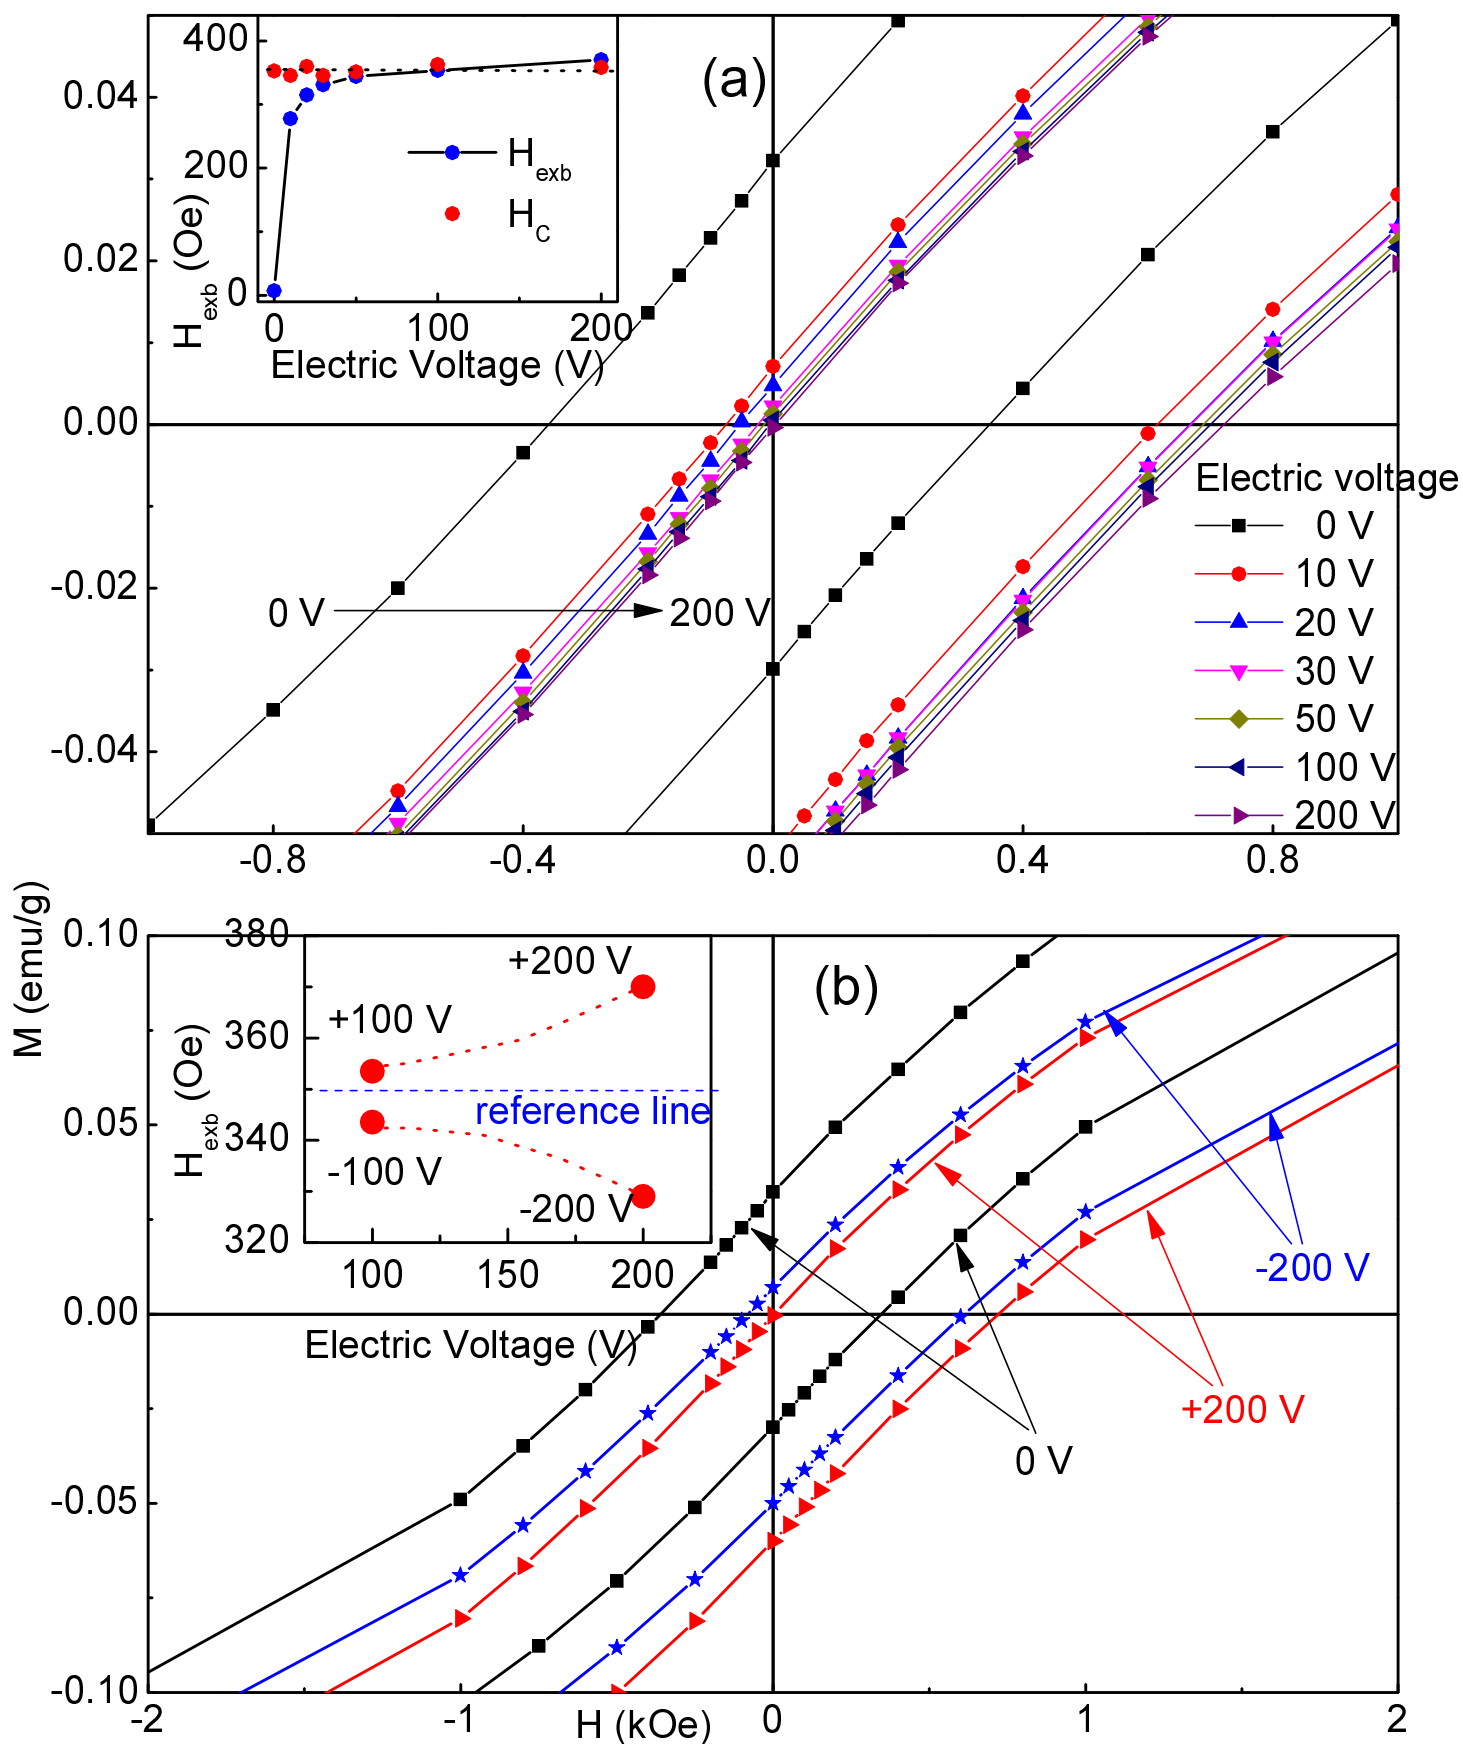 (a)
400
200
0
H_exb (Oe)
0 100 200
Electric Voltage (V)
H_exb
H_C
0.04
0.02
0.00
-0.02
-0.04
0 V
200 V
Electric voltage
0 V
10 V
20 V
30 V
50 V
100 V
200 V
-0.8 -0.4 0.0 0.4 0.8
M (emu/g)
(b)
380
360
340
320
H_exb (Oe)
+200 V
+100 V
reference line
-100 V
-200 V
100 150 200
Electric Voltage (V)
0.10
0.05
0.00
-0.05
-0.10
-200 V
+200 V
0 V
-2 -1 0 1 2
H (kOe)